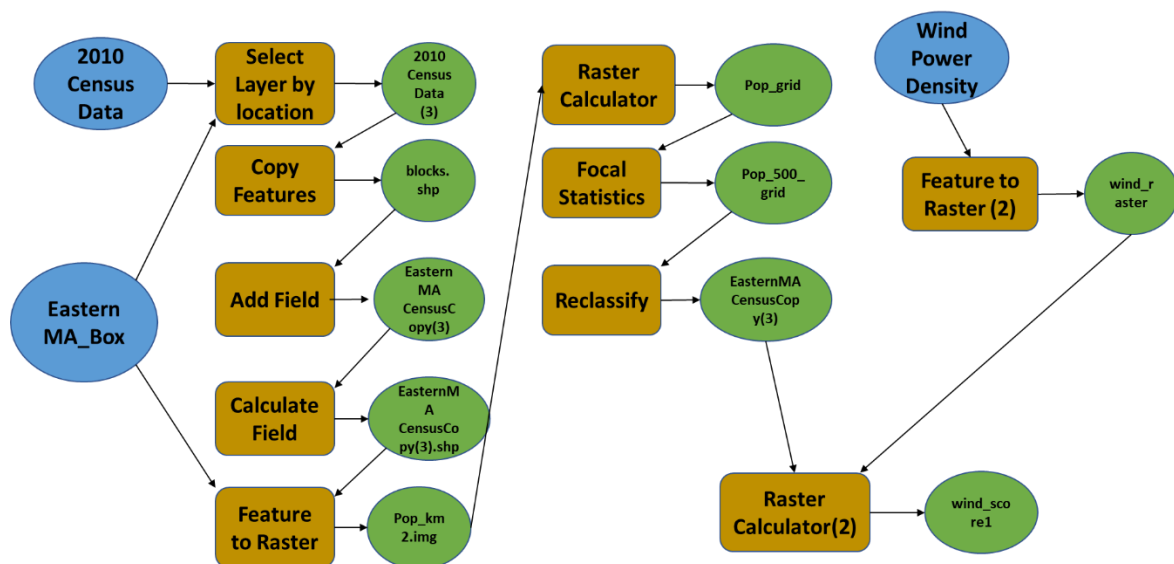 2010
Census
Data
Select
Layer by
location
2010
Census
Data
(3)
Copy
Features
blocks.
shp
Eastern
MA_Box
Add Field
Eastern
MA
CensusC
opy(3)
Calculate
Field
EasternM
A
CensusCo
py(3).shp
Feature
to Raster
Pop_km
2.img
Raster
Calculator
Pop_grid
Focal
Statistics
Pop_500_
grid
Reclassify
EasternMA
CensusCop
y(3)
Wind
Power
Density
Feature to
Raster (2)
wind_r
aster
Raster
Calculator(2)
wind_sco
re1